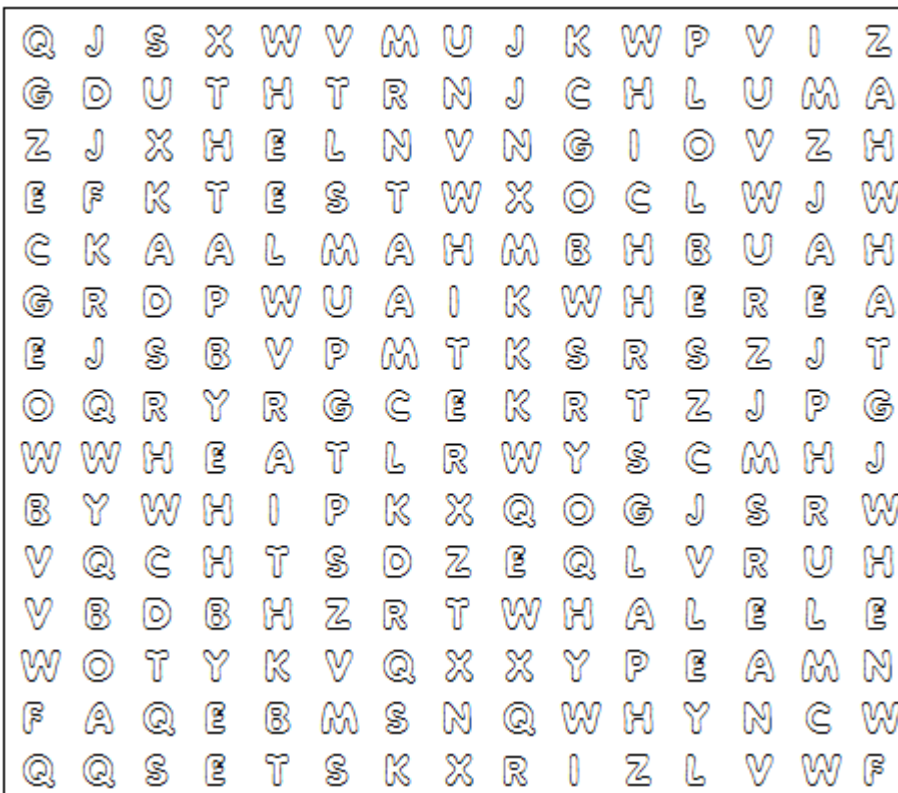 Q J S X W V M U J K W P V I Z
G D U T H T R N J C H L U M A
Z J X H E L N V N G I O V Z H
E F K T E S T W X O C L W J W
C K A A L M A H M B H B U A H
G R D P W U A I K W H E R E A
E J S B V P M T K S R S Z J T
O Q R Y R G C E K R T Z J P G
W W H E A T L R W Y S C M H J
B Y W H I P K X Q O G J S R W
V Q C H T S D Z E Q L V R U H
V B D B H Z R T W H A L E L E
W O T Y K V Q X X Y P E A M N
F A Q E B M S N Q W H Y N C W
Q Q S E T S K X R I Z L V W F